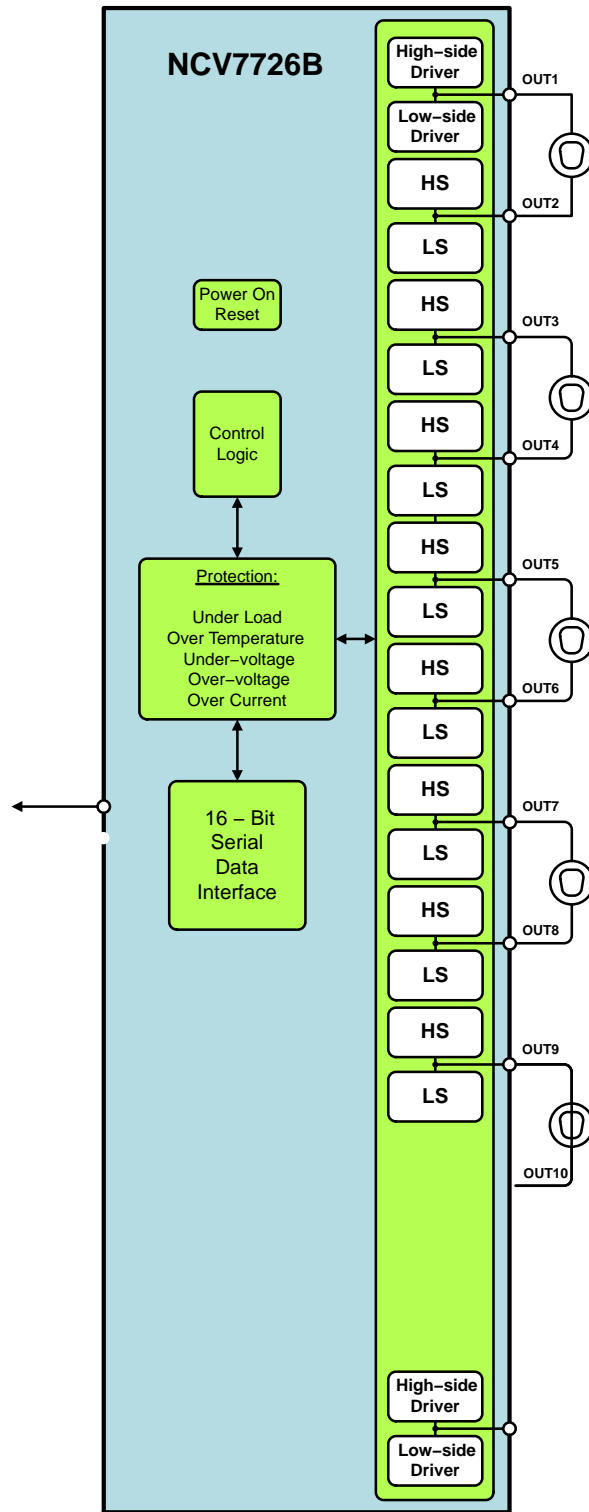 NCV7726B
High−side
Driver
OUT1
Low−side
Driver
HS
OUT2
LS
Power On
Reset
HS
OUT3
LS
Control
Logic
HS
OUT4
LS
HS
OUT5
Protection:
Under Load
Over Temperature
Under−voltage
Over−voltage
Over Current
LS
HS
OUT6
LS
HS
OUT7
16 − Bit
Serial
Data
Interface
LS
HS
OUT8
LS
HS
OUT9
LS
OUT10
High−side
Driver
Low−side
Driver